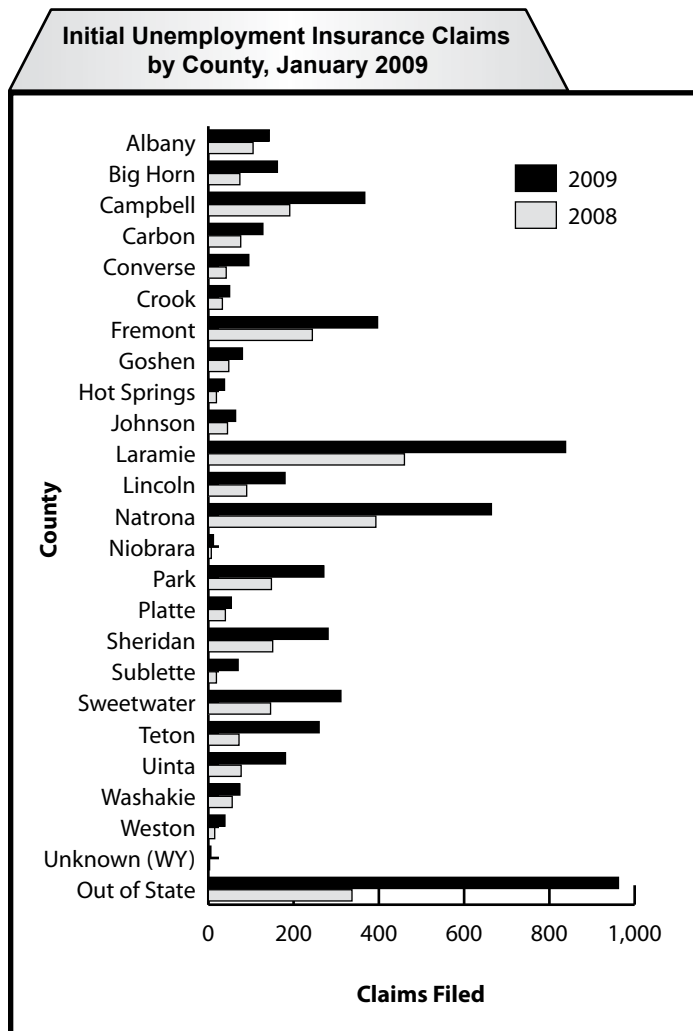 Initial Unemployment Insurance Claims
by County, January 2009
Albany
Big Horn
Campbell
Carbon
Converse
Crook
Fremont
Goshen
Hot Springs
Johnson
Laramie
Lincoln
Natrona
Niobrara
Park
Platte
Sheridan
Sublette
Sweetwater
Teton
Uinta
Washakie
Weston
Unknown (WY)
Out of State
County
2009
2008
0 200 400 600 800 1,000
Claims Filed